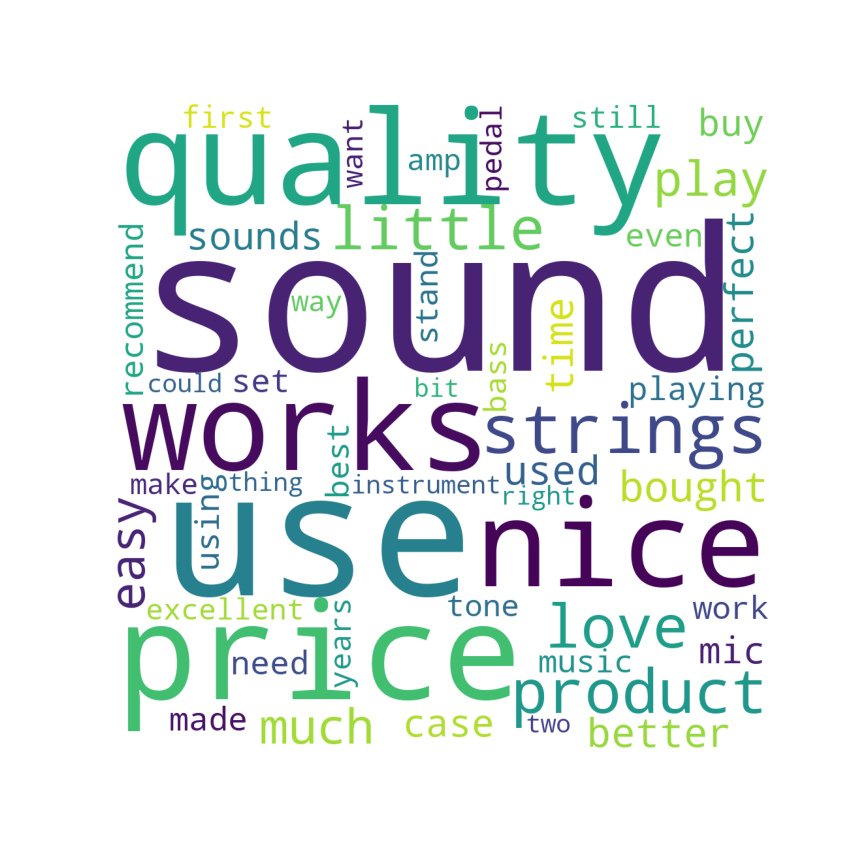 first
want
quality
amp
pedal
still
buy
play
recommend
sounds
little
even
perfect
sound
way
stand
time
could
set
bit
bass
playing
works
strings
make
using
nothing
best
instrument
used
right
bought
easy
use
nice
excellent
years
tone
love
work
price
need
music
mic
product
made
much
case
two
better